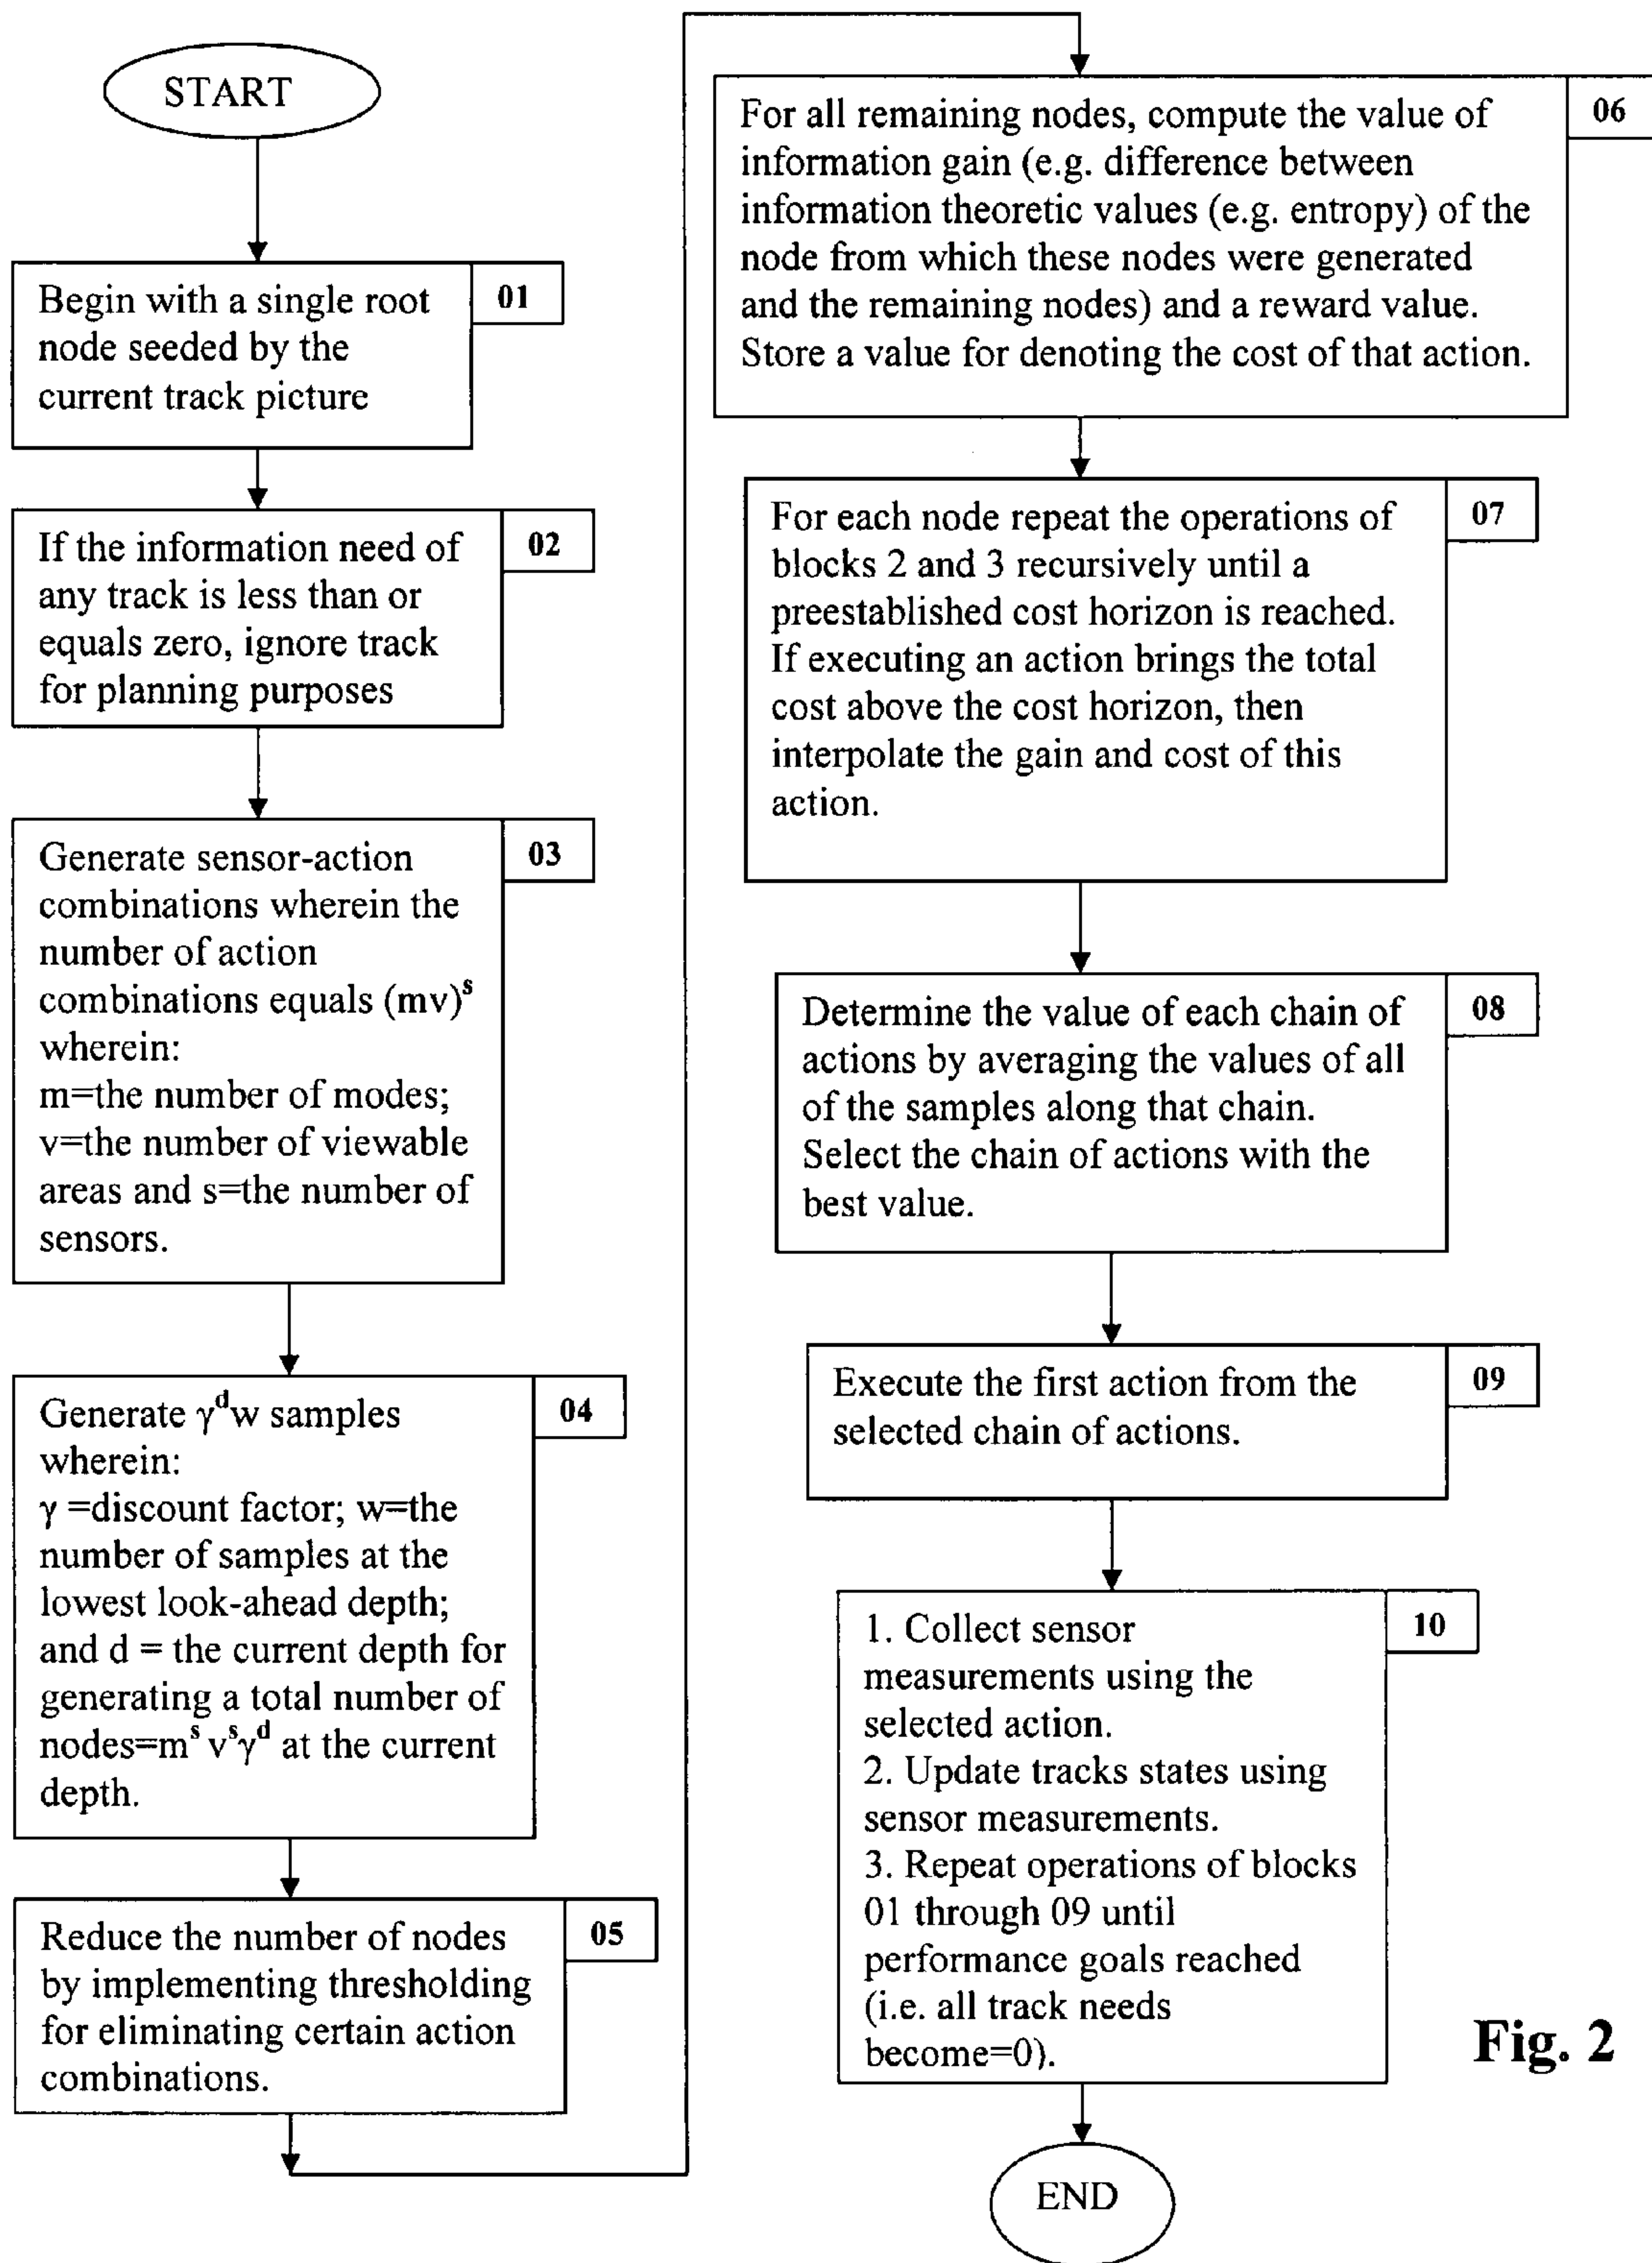 START
01
Begin with a single root
node seeded by the
current track picture
02
If the information need of
any track is less than or
equals zero, ignore track
for planning purposes
03
Generate sensor-action
combinations wherein the
number of action
combinations equals (mv)ˢ
wherein:
m=the number of modes;
v=the number of viewable
areas and s=the number of
sensors.
04
Generate γᵈw samples
wherein:
γ =discount factor; w=the
number of samples at the
lowest look-ahead depth;
and d = the current depth for
generating a total number of
nodes=mˢ vˢγᵈ at the current
depth.
05
Reduce the number of nodes
by implementing thresholding
for eliminating certain action
combinations.
06
For all remaining nodes, compute the value of
information gain (e.g. difference between
information theoretic values (e.g. entropy) of the
node from which these nodes were generated
and the remaining nodes) and a reward value.
Store a value for denoting the cost of that action.
07
For each node repeat the operations of
blocks 2 and 3 recursively until a
preestablished cost horizon is reached.
If executing an action brings the total
cost above the cost horizon, then
interpolate the gain and cost of this
action.
08
Determine the value of each chain of
actions by averaging the values of all
of the samples along that chain.
Select the chain of actions with the
best value.
09
Execute the first action from the
selected chain of actions.
10
1. Collect sensor
measurements using the
selected action.
2. Update tracks states using
sensor measurements.
3. Repeat operations of blocks
01 through 09 until
performance goals reached
(i.e. all track needs
become=0).
END
Fig. 2